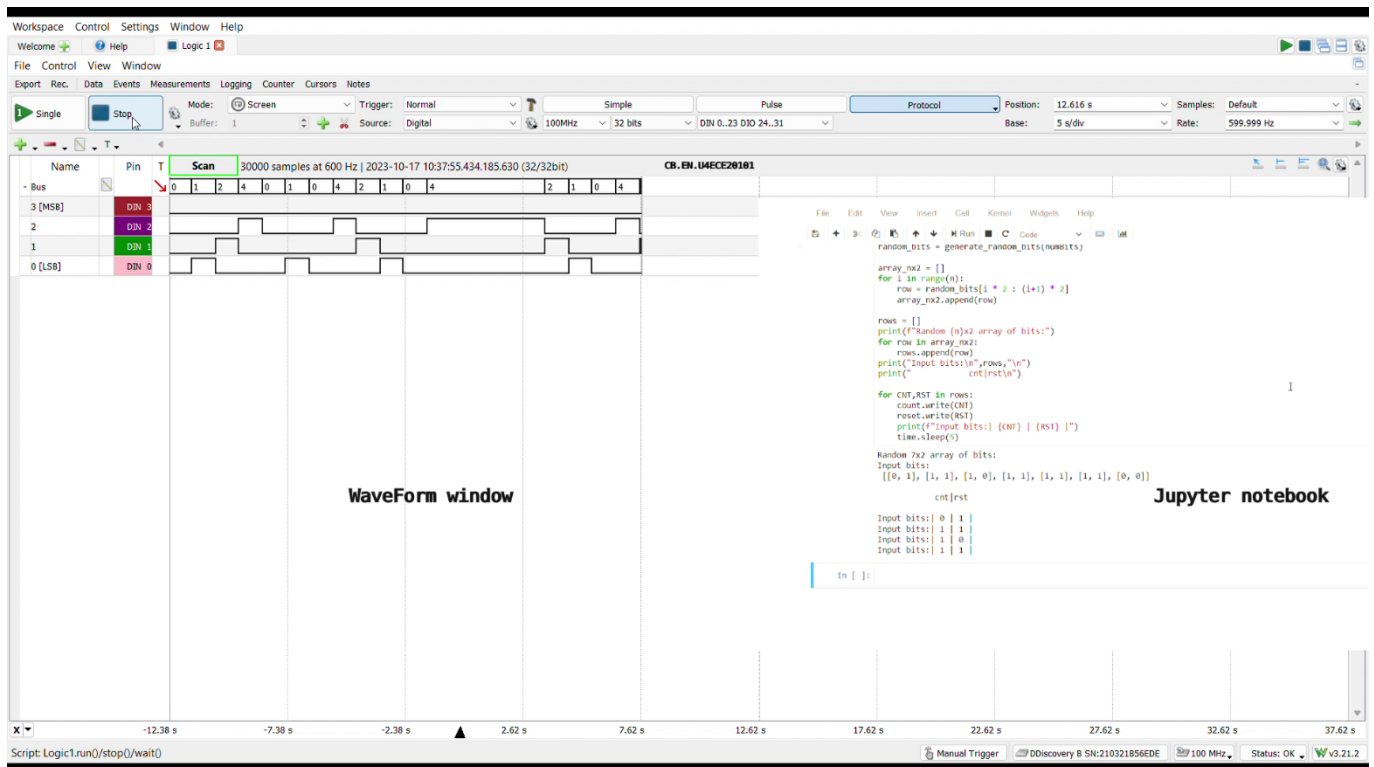 Workspace Control Settings Window Help
Welcome Help Logic 1
File Control View Window
Export Rec. Data Events Measurements Logging Counter Cursors Notes
Single Stop Mode: Screen Trigger: Normal Simple Pulse Protocol Position: 12.616 s Samples: Default
Buffer: 1 Source: Digital 100MHz 32 bits DIN 0..23 DIO 24..31 Base: 5 s/div Rate: 599.999 Hz
T
Name Pin T Scan 30000 samples at 600 Hz | 2023-10-17 10:37:55.434.185.630 (32/32bit) CB.EN.U4ECE20101
- Bus 0 1 2 4 0 1 0 4 2 1 0 4 2 1 0 4
3 [MSB] DIN 3
2 DIN 2
1 DIN 1
0 [LSB] DIN 0
File Edit View Insert Cell Kernel Widgets Help
Run Code
random_bits = generate_random_bits(numBits)
array_nx2 = []
for i in range(n):
row = random_bits[i * 2 : (i+1) * 2]
array_nx2.append(row)
rows = []
print(f"Random {n}x2 array of bits:")
for row in array_nx2:
rows.append(row)
print("Input bits:\n",rows,"\n")
print(" cnt|rst\n")
for CNT,RST in rows:
count.write(CNT)
reset.write(RST)
print(f"Input bits:| {CNT} | {RST} |")
time.sleep(5)
Random 7x2 array of bits:
Input bits:
[[0, 1], [1, 1], [1, 0], [1, 1], [1, 1], [1, 1], [0, 0]]
cnt|rst
Input bits:| 0 | 1 |
Input bits:| 1 | 1 |
Input bits:| 1 | 0 |
Input bits:| 1 | 1 |
WaveForm window
Jupyter notebook
In [ ]:
X -12.38 s -7.38 s -2.38 s 2.62 s 7.62 s 12.62 s 17.62 s 22.62 s 27.62 s 32.62 s 37.62 s
Script: Logic1.run()/stop()/wait() Manual Trigger DDiscovery B SN:210321B56EDE 100 MHz Status: OK v3.21.2